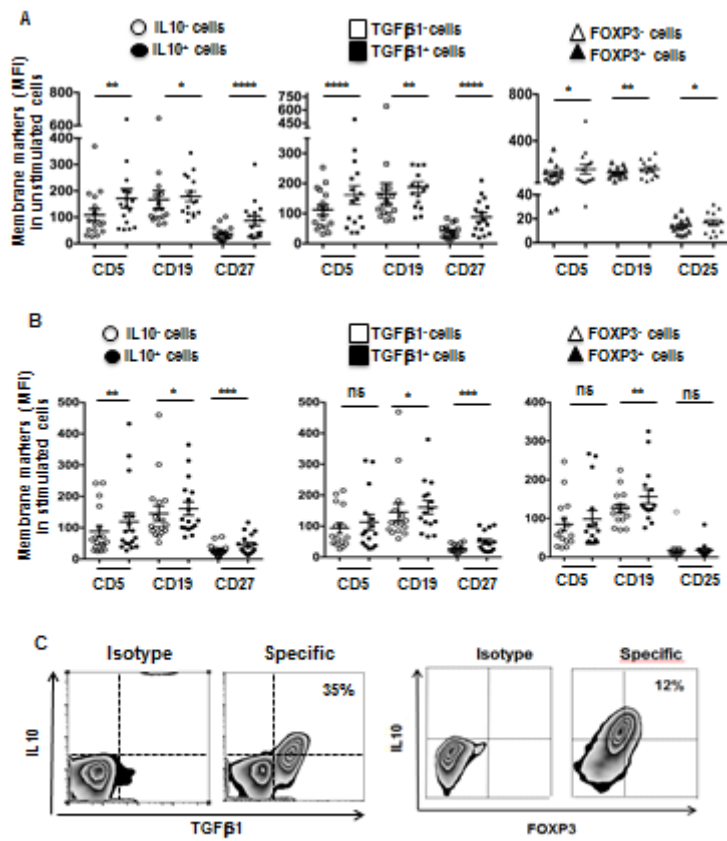 A
IL10- cells
IL10+ cells
TGFβ1- cells
TGFβ1+ cells
FOXP3- cells
FOXP3+ cells
Membrane markers (MFI)
in unstimulated cells
800
600
400
200
150
100
50
0
** * ****
CD5 CD19 CD27
750
600
450
300
200
150
100
50
0
**** ** ****
CD5 CD19 CD27
800
400
40
20
0
* ** *
CD5 CD19 CD25
B
IL10- cells
IL10+ cells
TGFβ1- cells
TGFβ1+ cells
FOXP3- cells
FOXP3+ cells
Membrane markers (MFI)
in stimulated cells
500
400
300
200
100
0
** * ***
CD5 CD19 CD27
500
400
300
200
100
0
ns * ***
CD5 CD19 CD27
400
300
200
100
0
ns ** ns
CD5 CD19 CD25
C
Isotype Specific
35%
IL10
TGFβ1
Isotype Specific
12%
IL10
FOXP3